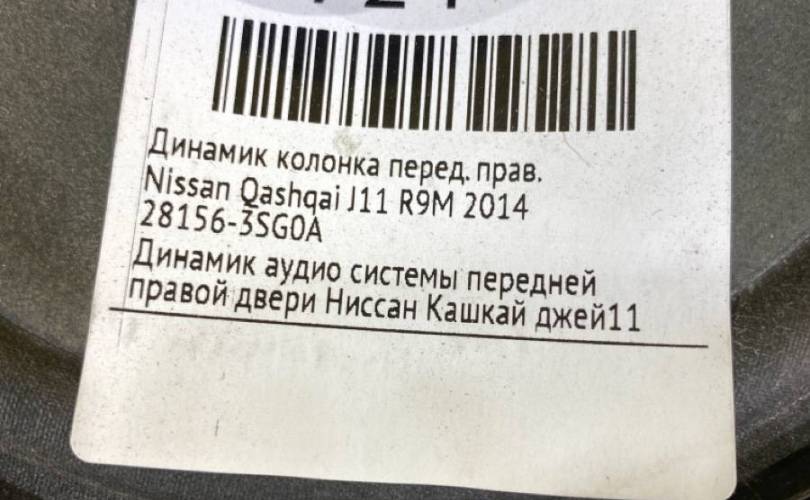 Динамик колонка перед. прав.
Nissan Qashqai J11 R9M 2014
28156-3SG0A
Динамик аудио системы передней
правой двери Ниссан Кашкай джей11